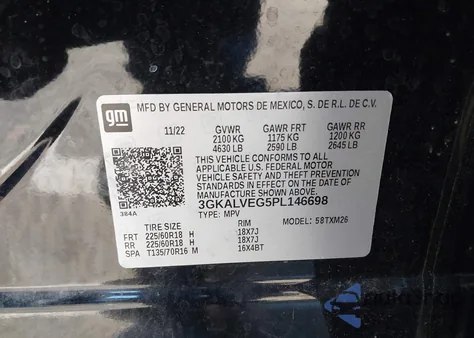 gm
MFD BY GENERAL MOTORS DE MEXICO, S. DE R.L. DE C.V.
11/22 GVWR GAWR FRT GAWR RR
2100 KG 1175 KG 1200 KG
4630 LB 2590 LB 2645 LB
THIS VEHICLE CONFORMS TO ALL
APPLICABLE U.S. FEDERAL MOTOR
VEHICLE SAFETY STANDARDS IN
EFFECT ON THE DATE OF
MANUFACTURE SHOWN ABOVE.
3GKALVEG5PL146698
384A TYPE: MPV MODEL: 58TXM26
TIRE SIZE RIM
FRT 225/60R18 H 18X7J
RR 225/60R18 H 18X7J
SPA T135/70R16 M 16X4BT